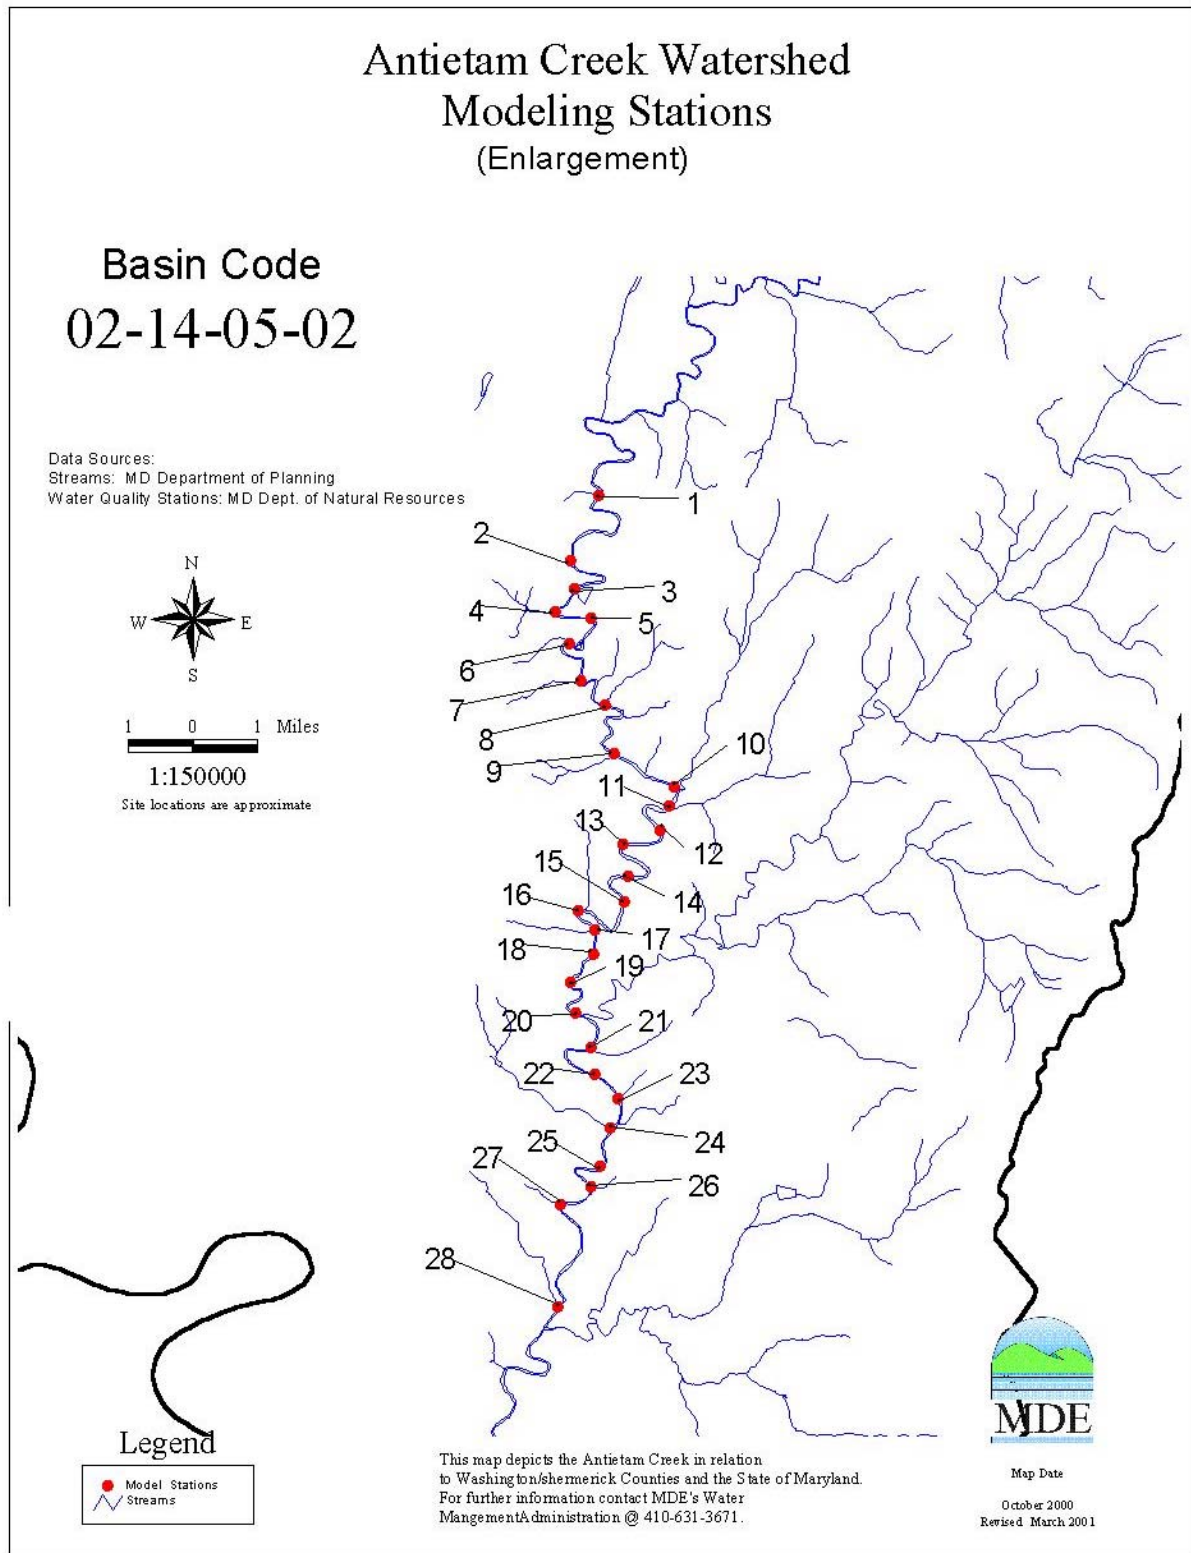 Antietam Creek Watershed
Modeling Stations
(Enlargement)
Basin Code
02-14-05-02
Data Sources:
Streams: MD Department of Planning
Water Quality Stations: MD Dept. of Natural Resources
N
W E
S
1 0 1 Miles
1:150000
Site locations are approximate
1
2
3
4
5
6
7
8
9
10
11
12
13
14
15
16
17
18
19
20
21
22
23
24
25
26
27
28
MDE
Legend
Model Stations
Streams
This map depicts the Antietam Creek in relation
to Washington/shermerick Counties and the State of Maryland.
For further information contact MDE's Water
MangementAdministration @ 410-631-3671.
Map Date
October 2000
Revised March 2001